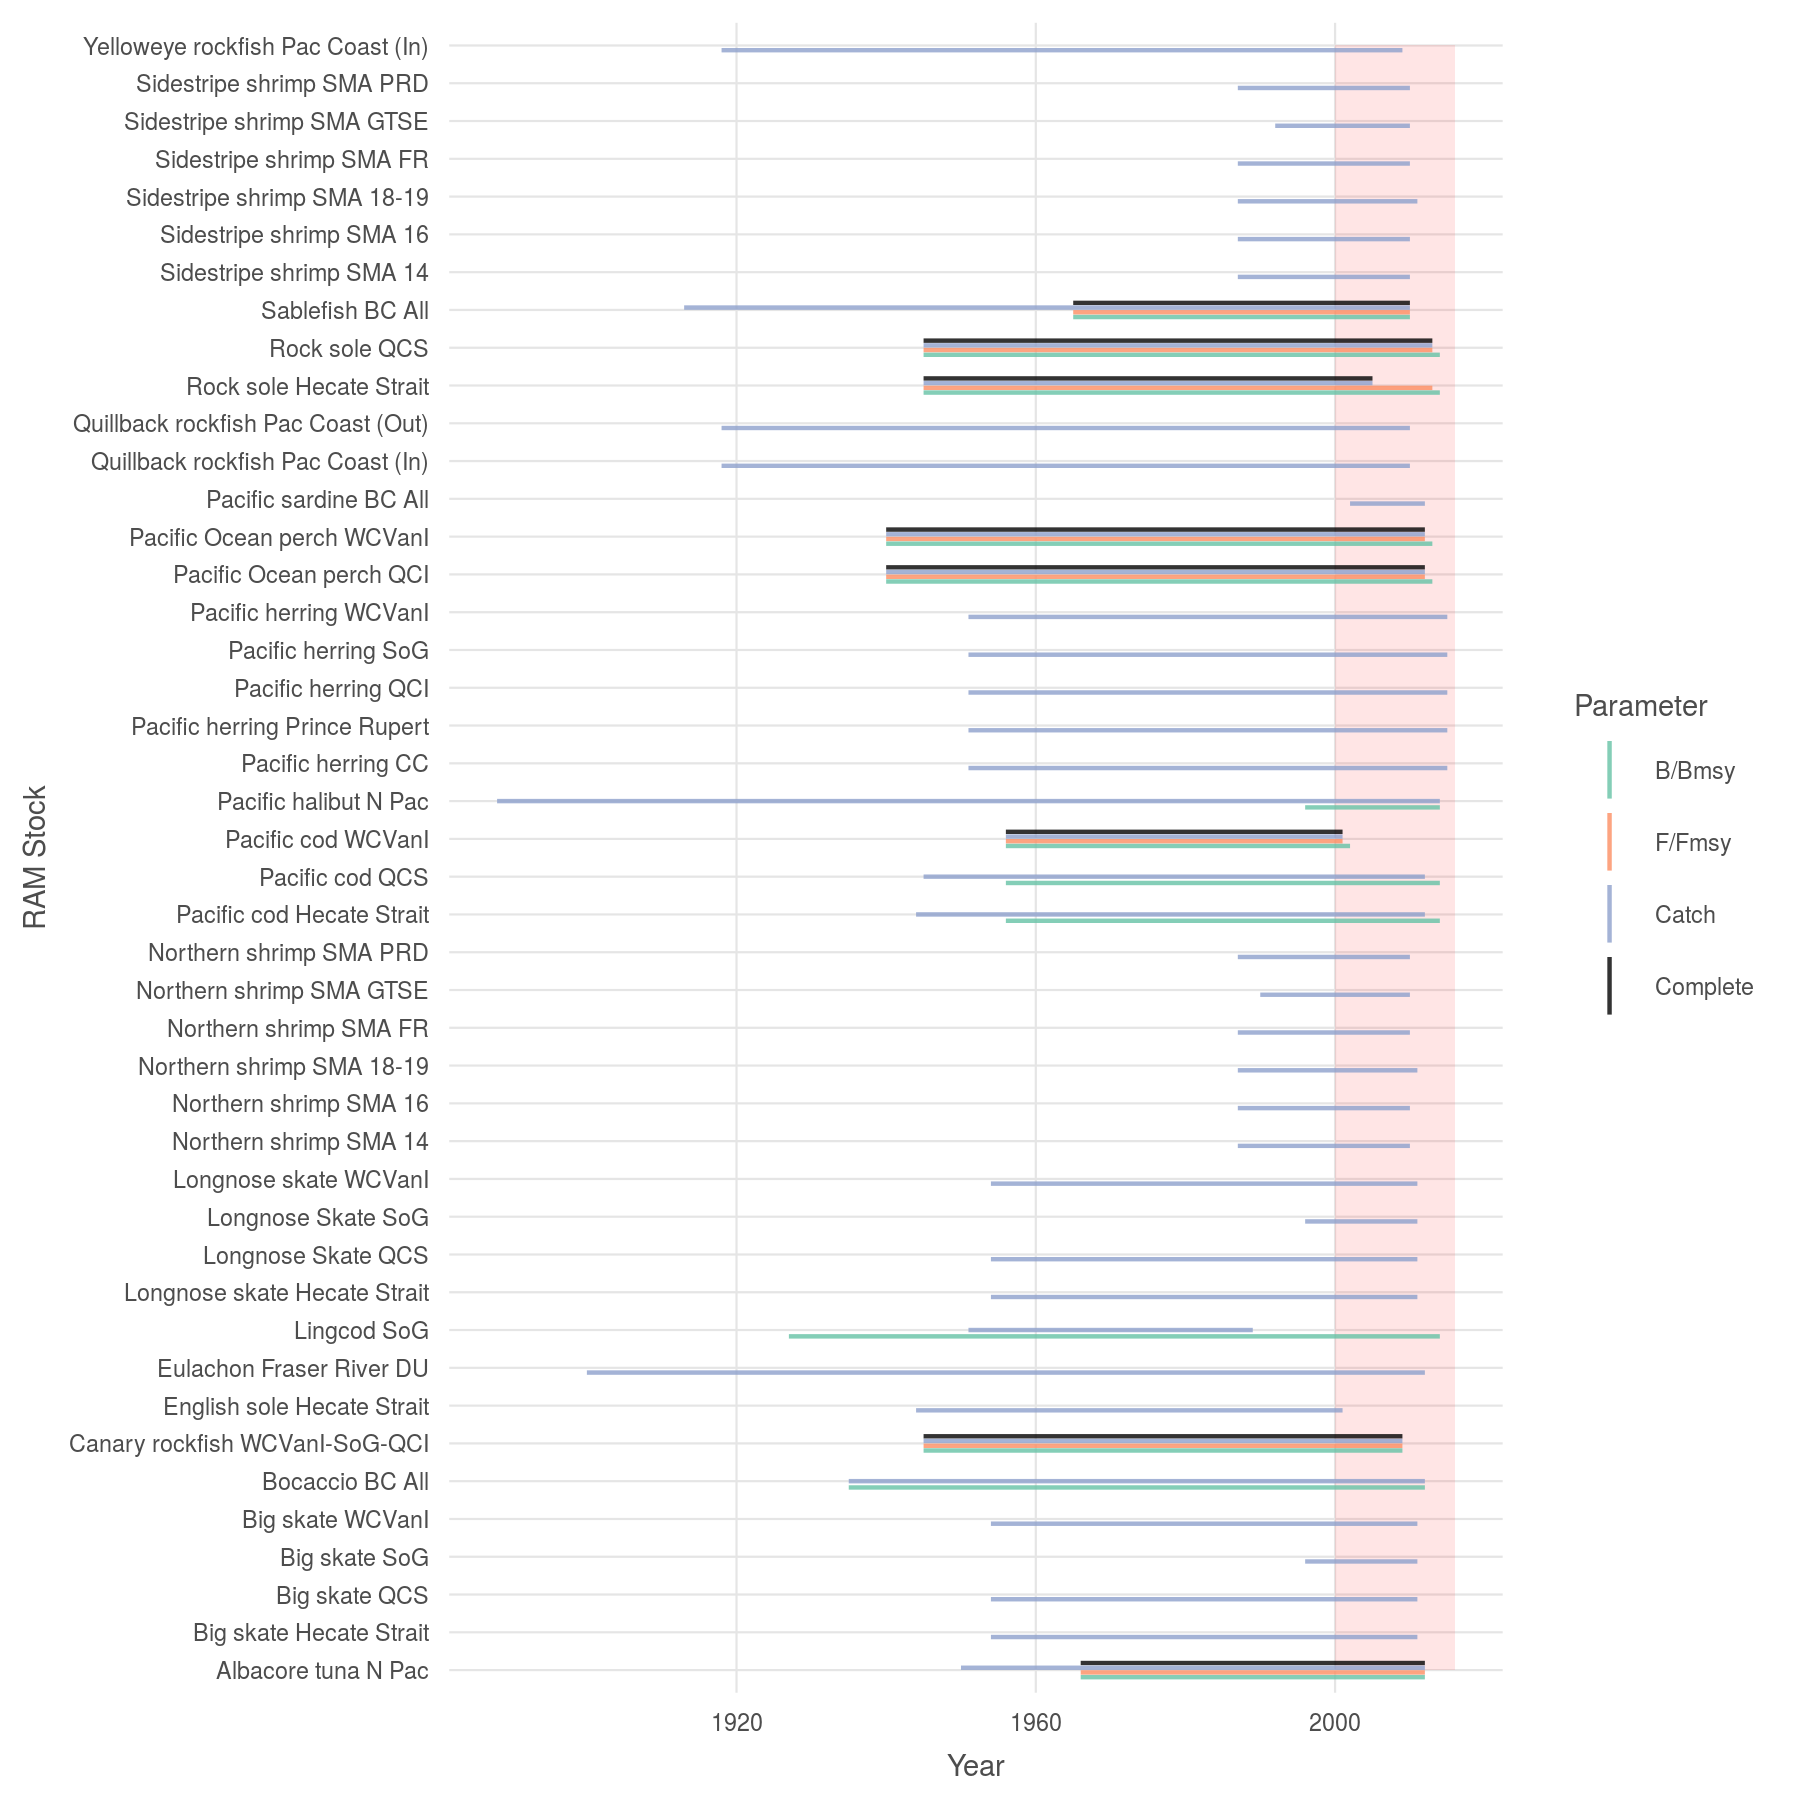 Yelloweye rockfish Pac Coast (In)
Sidestripe shrimp SMA PRD
Sidestripe shrimp SMA GTSE
Sidestripe shrimp SMA FR
Sidestripe shrimp SMA 18-19
Sidestripe shrimp SMA 16
Sidestripe shrimp SMA 14
Sablefish BC All
Rock sole QCS
Rock sole Hecate Strait
Quillback rockfish Pac Coast (Out)
Quillback rockfish Pac Coast (In)
Pacific sardine BC All
Pacific Ocean perch WCVanI
Pacific Ocean perch QCI
Pacific herring WCVanI
Pacific herring SoG
Pacific herring QCI
Pacific herring Prince Rupert
Pacific herring CC
Pacific halibut N Pac
Pacific cod WCVanI
Pacific cod QCS
Pacific cod Hecate Strait
Northern shrimp SMA PRD
Northern shrimp SMA GTSE
Northern shrimp SMA FR
Northern shrimp SMA 18-19
Northern shrimp SMA 16
Northern shrimp SMA 14
Longnose skate WCVanI
Longnose Skate SoG
Longnose Skate QCS
Longnose skate Hecate Strait
Lingcod SoG
Eulachon Fraser River DU
English sole Hecate Strait
Canary rockfish WCVanI-SoG-QCI
Bocaccio BC All
Big skate WCVanI
Big skate SoG
Big skate QCS
Big skate Hecate Strait
Albacore tuna N Pac
RAM Stock
1920 1960 2000
Year
Parameter
B/Bmsy
F/Fmsy
Catch
Complete